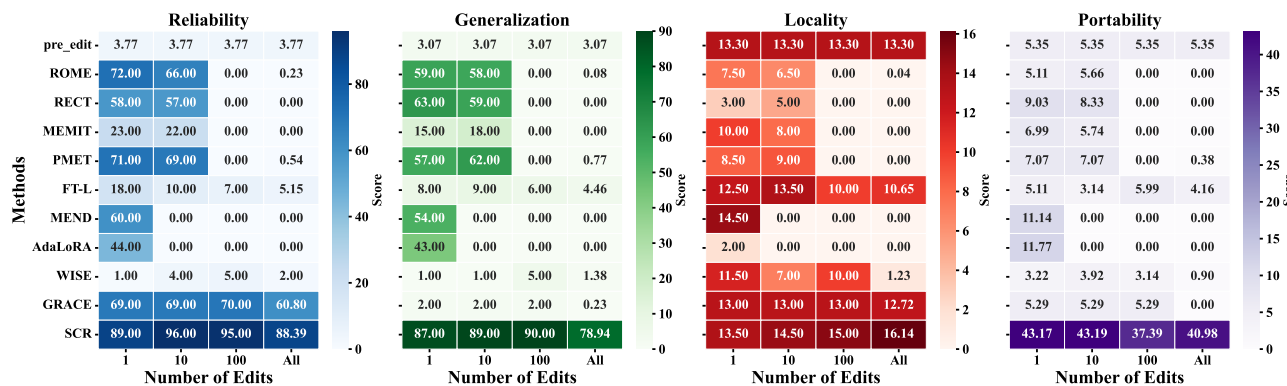 Reliability
Generalization
Locality
Portability
Methods
pre_edit 3.77 3.77 3.77 3.77 3.07 3.07 3.07 3.07 13.30 13.30 13.30 13.30 5.35 5.35 5.35 5.35
ROME 72.00 66.00 0.00 0.23 59.00 58.00 0.00 0.08 7.50 6.50 0.00 0.04 5.11 5.66 0.00 0.00
RECT 58.00 57.00 0.00 0.00 63.00 59.00 0.00 0.00 3.00 5.00 0.00 0.00 9.03 8.33 0.00 0.00
MEMIT 23.00 22.00 0.00 0.00 15.00 18.00 0.00 0.00 10.00 8.00 0.00 0.00 6.99 5.74 0.00 0.00
PMET 71.00 69.00 0.00 0.54 57.00 62.00 0.00 0.77 8.50 9.00 0.00 0.00 7.07 7.07 0.00 0.38
FT-L 18.00 10.00 7.00 5.15 8.00 9.00 6.00 4.46 12.50 13.50 10.00 10.65 5.11 3.14 5.99 4.16
MEND 60.00 0.00 0.00 0.00 54.00 0.00 0.00 0.00 14.50 0.00 0.00 0.00 11.14 0.00 0.00 0.00
AdaLoRA 44.00 0.00 0.00 0.00 43.00 0.00 0.00 0.00 2.00 0.00 0.00 0.00 11.77 0.00 0.00 0.00
WISE 1.00 4.00 5.00 2.00 1.00 1.00 5.00 1.38 11.50 7.00 10.00 1.23 3.22 3.92 3.14 0.90
GRACE 69.00 69.00 70.00 60.80 2.00 2.00 2.00 0.23 13.00 13.00 13.00 12.72 5.29 5.29 5.29 0.00
SCR 89.00 96.00 95.00 88.39 87.00 89.00 90.00 78.94 13.50 14.50 15.00 16.14 43.17 43.19 37.39 40.98
1 10 100 All
Number of Edits
80
60
40
20
0
Score
1 10 100 All
Number of Edits
90
80
70
60
50
40
30
20
10
0
Score
1 10 100 All
Number of Edits
16
14
12
10
8
6
4
2
0
Score
1 10 100 All
Number of Edits
40
35
30
25
20
15
10
5
0
Score